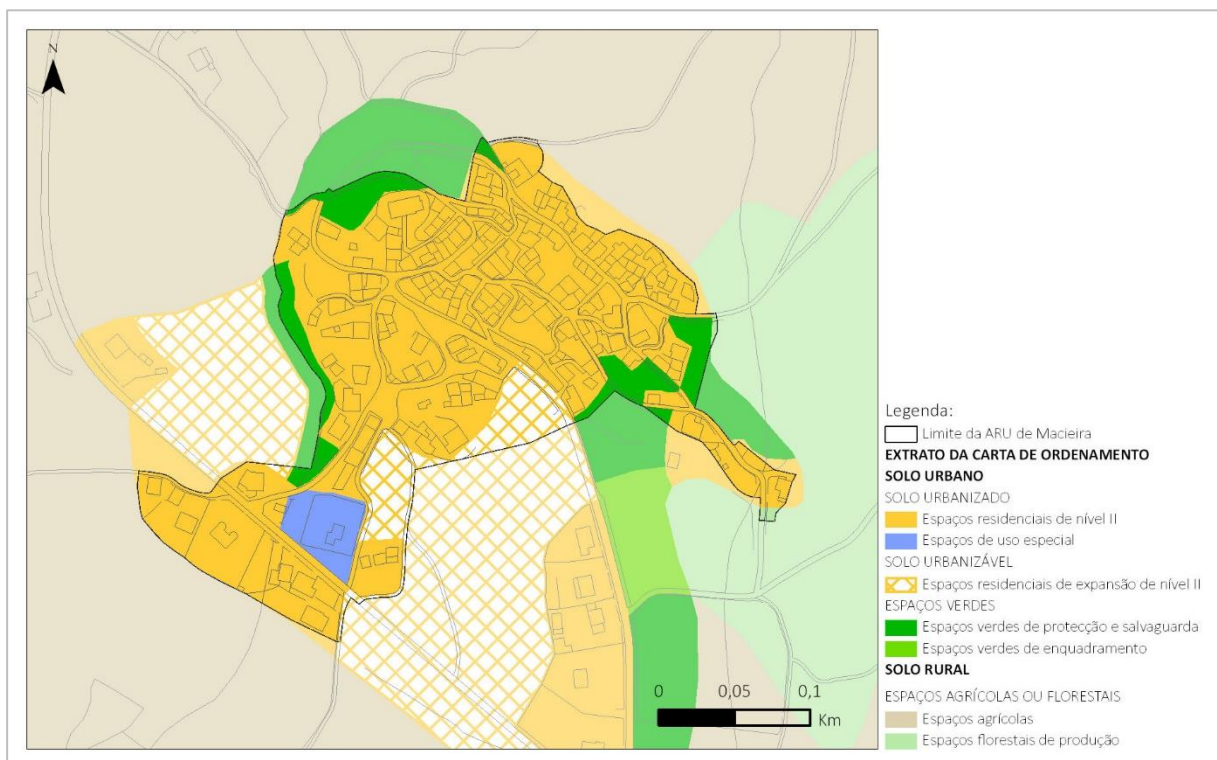 N
Legenda:
Limite da ARU de Macieira
EXTRATO DA CARTA DE ORDENAMENTO
SOLO URBANO
SOLO URBANIZADO
Espaços residenciais de nível II
Espaços de uso especial
SOLO URBANIZÁVEL
Espaços residenciais de expansão de nível II
ESPAÇOS VERDES
Espaços verdes de protecção e salvaguarda
Espaços verdes de enquadramento
SOLO RURAL
ESPAÇOS AGRÍCOLAS OU FLORESTAIS
Espaços agrícolas
Espaços florestais de produção
0 0,05 0,1
Km